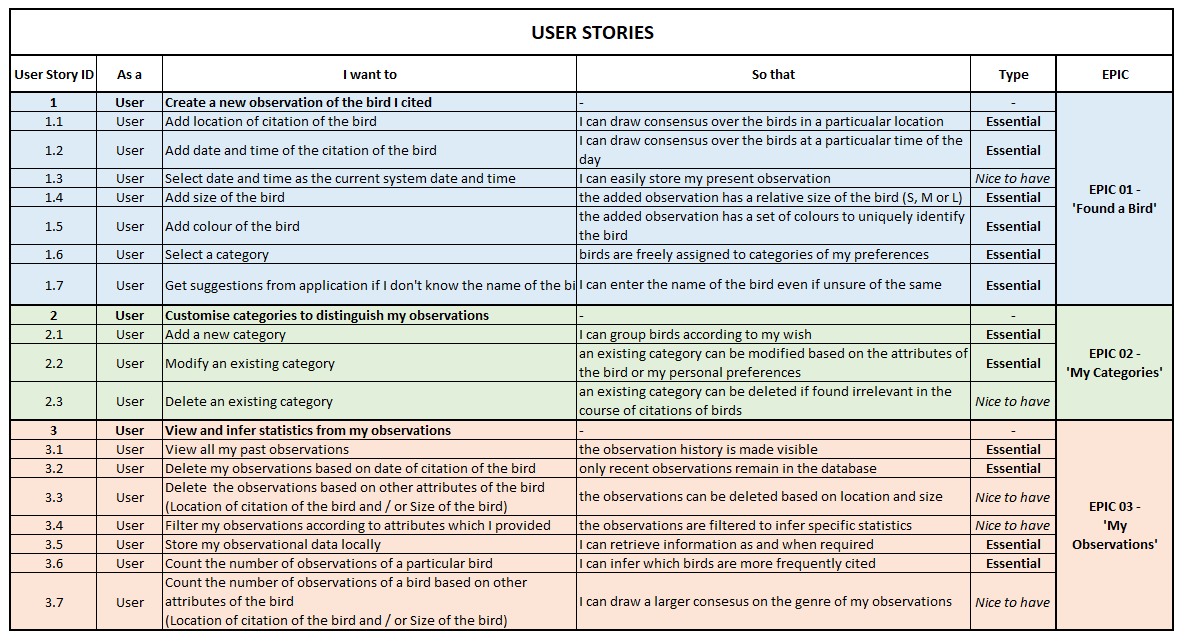 USER STORIES
User Story ID As a I want to So that Type EPIC
1 User Create a new observation of the bird I cited - -
1.1 User Add location of citation of the bird I can draw consensus over the birds in a particular location Essential
1.2 User Add date and time of the citation of the bird I can draw consensus over the birds at a particular time of the
day Essential
1.3 User Select date and time as the current system date and time I can easily store my present observation Nice to have
1.4 User Add size of the bird the added observation has a relative size of the bird (S, M or L) Essential
1.5 User Add colour of the bird the added observation has a set of colours to uniquely identify
the bird Essential
1.6 User Select a category birds are freely assigned to categories of my preferences Essential
1.7 User Get suggestions from application if I don't know the name of the bi I can enter the name of the bird even if unsure of the same Essential
EPIC 01 -
'Found a Bird'
2 User Customise categories to distinguish my observations - -
2.1 User Add a new category I can group birds according to my wish Essential
2.2 User Modify an existing category an existing category can be modified based on the attributes of
the bird or my personal preferences Essential
2.3 User Delete an existing category an existing category can be deleted if found irrelevant in the
course of citations of birds Nice to have
EPIC 02 -
'My Categories'
3 User View and infer statistics from my observations - -
3.1 User View all my past observations the observation history is made visible Essential
3.2 User Delete my observations based on date of citation of the bird only recent observations remain in the database Essential
3.3 User Delete the observations based on other attributes of the bird
(Location of citation of the bird and / or Size of the bird) the observations can be deleted based on location and size Nice to have
3.4 User Filter my observations according to attributes which I provided the observations are filtered to infer specific statistics Nice to have
3.5 User Store my observational data locally I can retrieve information as and when required Essential
3.6 User Count the number of observations of a particular bird I can infer which birds are more frequently cited Essential
3.7 User Count the number of observations of a bird based on other
attributes of the bird
(Location of citation of the bird and / or Size of the bird) I can draw a larger consesus on the genre of my observations Nice to have
EPIC 03 -
'My
Observations'